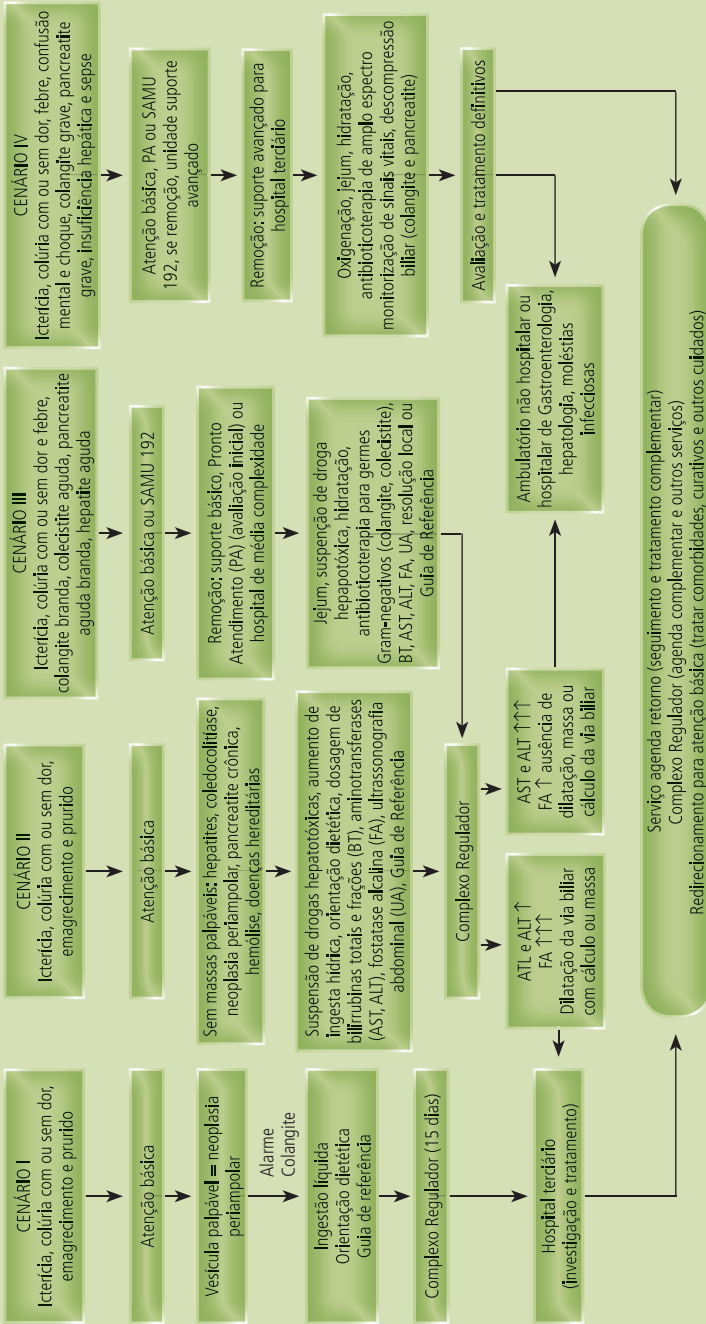 CENÁRIO I
Icterícia, colúria com ou sem dor,
emagrecimento e prurido
Atenção básica
Vesícula palpável = neoplasia
periampolar
Alarme
Colangite
Ingestão líquida
Orientação dietética
Guia de referência
Complexo Regulador (15 dias)
Hospital terciário
(investigação e tratamento)
CENÁRIO II
Icterícia, colúria com ou sem dor,
emagrecimento e prurido
Atenção básica
Sem massas palpáveis: hepatites, coledocolitíase,
neoplasia periampolar, pancreatite crônica,
hemólise, doenças hereditárias
Suspensão de drogas hepatotóxicas, aumento de
ingesta hídrica, orientação dietética, dosagem de
bilirrubinas totais e frações (BT), aminotransferases
(AST, ALT), fostatase alcalina (FA), ultrassonografia
abdominal (UA), Guia de Referência
Complexo Regulador
ATL e ALT ↑
FA ↑↑↑
Dilatação da via biliar
com cálculo ou massa
AST e ALT ↑↑↑
FA ↑ ausência de
dilatação, massa ou
cálculo da via biliar
CENÁRIO III
Icterícia, colúria com ou sem dor e febre,
colangite branda, colecistite aguda, pancreatite
aguda branda, hepatite aguda
Atenção básica ou SAMU 192
Remoção: suporte básico, Pronto
Atendimento (PA) (avaliação inicial) ou
hospital de média complexidade
Jejum, suspenção de droga
hepapotóxica, hidratação,
antibioticoterapia para germes
Gram-negativos (colangite, colecistite),
BT, AST, ALT, FA, UA, resolução local ou
Guia de Referência
Ambulatório não hospitalar ou
hospitalar de Gastroenterologia,
hepatologia, moléstias
infecciosas
CENÁRIO IV
Icterícia, colúria com ou sem dor, febre, confusão
mental e choque, colangite grave, pancreatite
grave, insuficiência hepática e sepse
Atenção básica, PA ou SAMU
192, se remoção, unidade suporte
avançado
Remoção: suporte avançado para
hospital terciário
Oxigenação, jejum, hidratação,
antibioticoterapia de amplo espectro
monitorização de sinais vitais, descompressão
biliar (colangite e pancreatite)
Avaliação e tratamento definitivos
Serviço agenda retorno (seguimento e tratamento complementar)
Complexo Regulador (agenda complementar e outros serviços)
Redirecionamento para atenção básica (tratar comorbidades, curativos e outros cuidados)